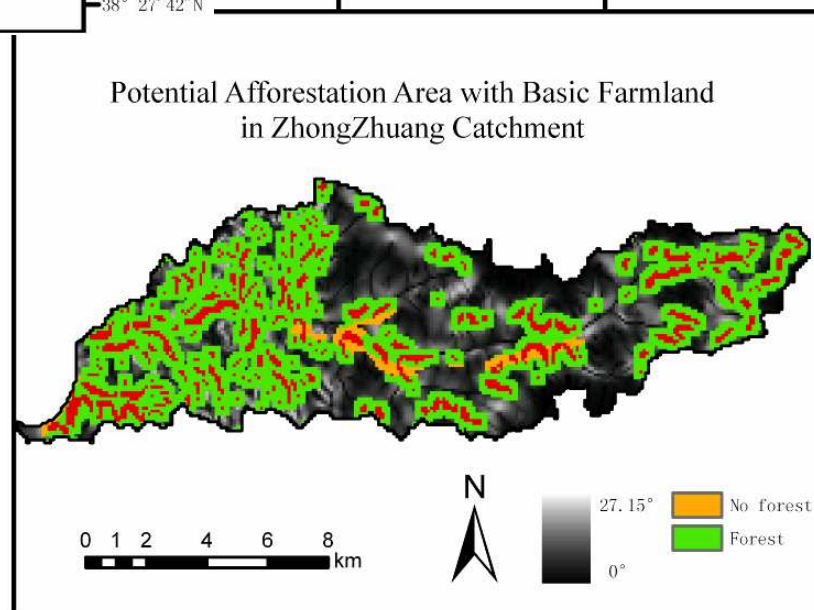 38° 27′42″N
Potential Afforestation Area with Basic Farmland
in ZhongZhuang Catchment
N
27.15°
0°
No forest
Forest
0 1 2 4 6 8
km